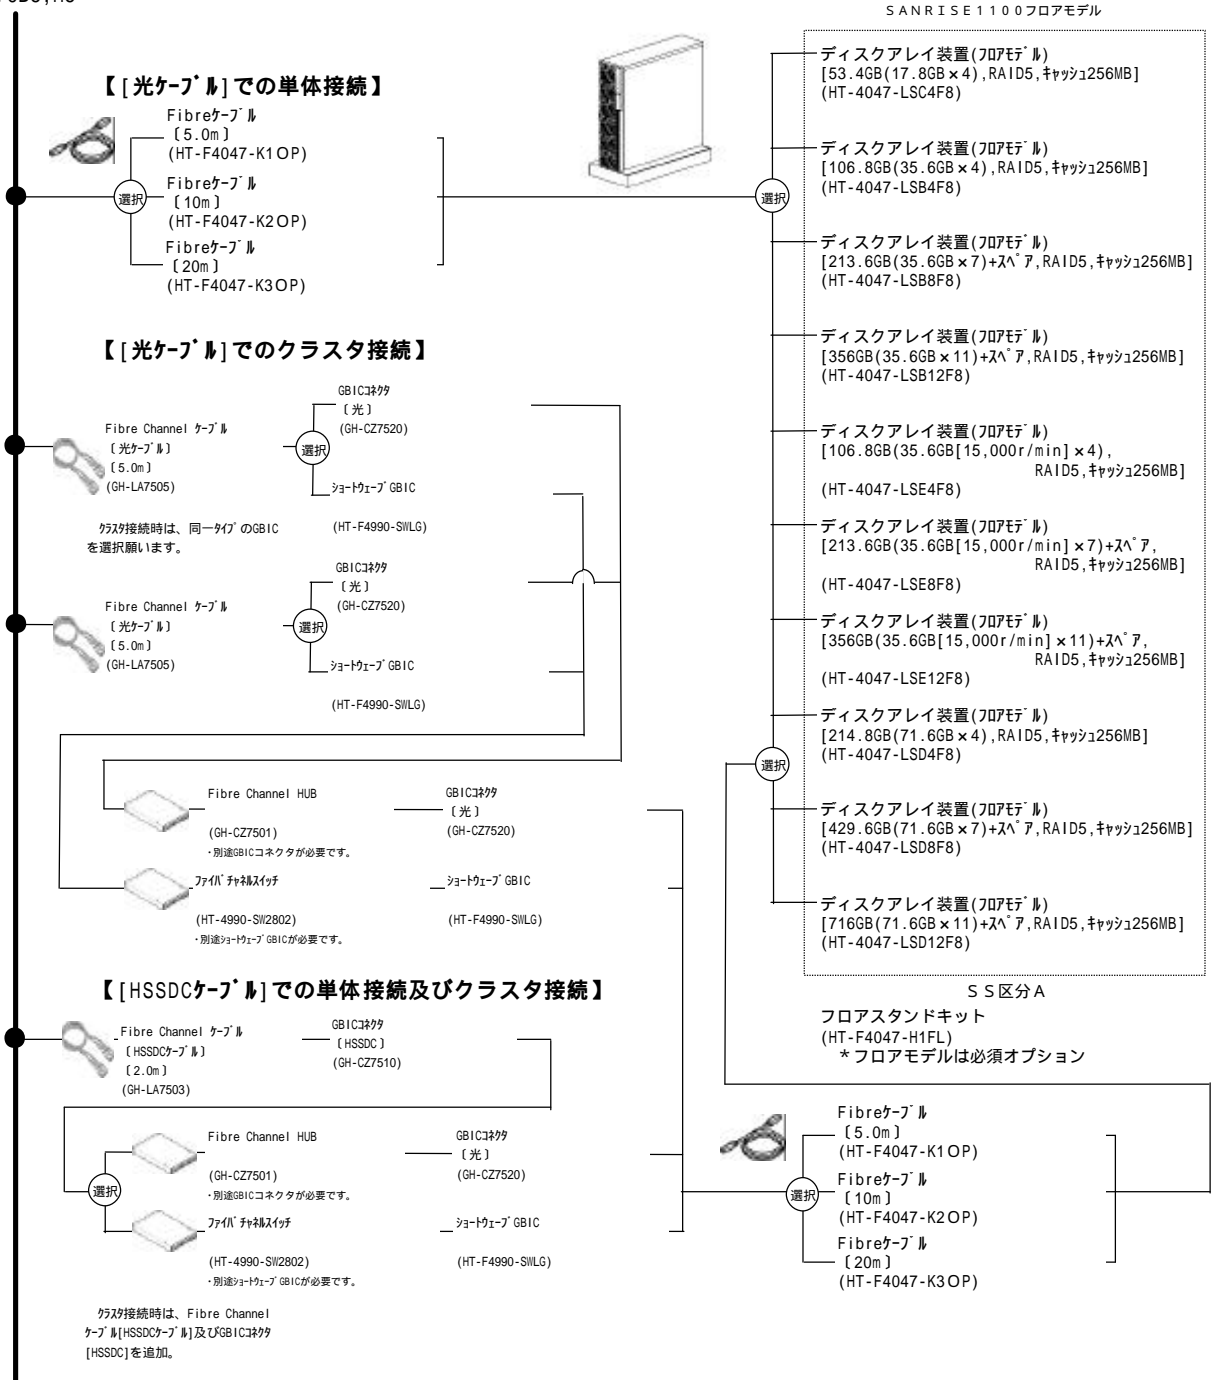 SANRISE1100フロアモデル
【[光ｹｰﾌﾞﾙ]での単体接続】
Fibreｹｰﾌﾞﾙ
〔5.0m〕
(HT-F4047-K1OP)
選択
Fibreｹｰﾌﾞﾙ
〔10m〕
(HT-F4047-K2OP)
Fibreｹｰﾌﾞﾙ
〔20m〕
(HT-F4047-K3OP)
選択
ディスクアレイ装置(ﾌﾛｱﾓﾃﾞﾙ)
[53.4GB(17.8GB×4),RAID5,ｷｬｯｼｭ256MB]
(HT-4047-LSC4F8)
ディスクアレイ装置(ﾌﾛｱﾓﾃﾞﾙ)
[106.8GB(35.6GB×4),RAID5,ｷｬｯｼｭ256MB]
(HT-4047-LSB4F8)
ディスクアレイ装置(ﾌﾛｱﾓﾃﾞﾙ)
[213.6GB(35.6GB×7)+ｽﾍﾟｱ,RAID5,ｷｬｯｼｭ256MB]
(HT-4047-LSB8F8)
ディスクアレイ装置(ﾌﾛｱﾓﾃﾞﾙ)
[356GB(35.6GB×11)+ｽﾍﾟｱ,RAID5,ｷｬｯｼｭ256MB]
(HT-4047-LSB12F8)
ディスクアレイ装置(ﾌﾛｱﾓﾃﾞﾙ)
[106.8GB(35.6GB[15,000r/min]×4),
RAID5,ｷｬｯｼｭ256MB]
(HT-4047-LSE4F8)
ディスクアレイ装置(ﾌﾛｱﾓﾃﾞﾙ)
[213.6GB(35.6GB[15,000r/min]×7)+ｽﾍﾟｱ,
RAID5,ｷｬｯｼｭ256MB]
(HT-4047-LSE8F8)
ディスクアレイ装置(ﾌﾛｱﾓﾃﾞﾙ)
[356GB(35.6GB[15,000r/min]×11)+ｽﾍﾟｱ,
RAID5,ｷｬｯｼｭ256MB]
(HT-4047-LSE12F8)
ディスクアレイ装置(ﾌﾛｱﾓﾃﾞﾙ)
[214.8GB(71.6GB×4),RAID5,ｷｬｯｼｭ256MB]
(HT-4047-LSD4F8)
選択
ディスクアレイ装置(ﾌﾛｱﾓﾃﾞﾙ)
[429.6GB(71.6GB×7)+ｽﾍﾟｱ,RAID5,ｷｬｯｼｭ256MB]
(HT-4047-LSD8F8)
ディスクアレイ装置(ﾌﾛｱﾓﾃﾞﾙ)
[716GB(71.6GB×11)+ｽﾍﾟｱ,RAID5,ｷｬｯｼｭ256MB]
(HT-4047-LSD12F8)
ＳＳ区分Ａ
フロアスタンドキット
(HT-F4047-H1FL)
＊フロアモデルは必須オプション
【[光ｹｰﾌﾞﾙ]でのクラスタ接続】
Fibre Channel ｹｰﾌﾞﾙ
〔光ｹｰﾌﾞﾙ〕
〔5.0m〕
(GH-LA7505)
選択
GBICｺﾈｸﾀ
〔光〕
(GH-CZ7520)
ｼｮｰﾄｳｪｰﾌﾞGBIC
(HT-F4990-SWLG)
ｸﾗｽﾀ接続時は、同一ﾀｲﾌﾟのGBIC
を選択願います。
Fibre Channel ｹｰﾌﾞﾙ
〔光ｹｰﾌﾞﾙ〕
〔5.0m〕
(GH-LA7505)
選択
GBICｺﾈｸﾀ
〔光〕
(GH-CZ7520)
ｼｮｰﾄｳｪｰﾌﾞGBIC
(HT-F4990-SWLG)
Fibre Channel HUB
(GH-CZ7501)
・別途GBICコネクタが必要です。
GBICｺﾈｸﾀ
〔光〕
(GH-CZ7520)
ﾌｧｲﾊﾞﾁｬﾈﾙｽｲｯﾁ
(HT-4990-SW2802)
・別途ｼｮｰﾄｳｪｰﾌﾞGBICが必要です。
ｼｮｰﾄｳｪｰﾌﾞGBIC
(HT-F4990-SWLG)
【[HSSDCｹｰﾌﾞﾙ]での単体接続及びクラスタ接続】
Fibre Channel ｹｰﾌﾞﾙ
〔HSSDCｹｰﾌﾞﾙ〕
〔2.0m〕
(GH-LA7503)
GBICｺﾈｸﾀ
〔HSSDC〕
(GH-CZ7510)
選択
Fibre Channel HUB
(GH-CZ7501)
・別途GBICコネクタが必要です。
GBICｺﾈｸﾀ
〔光〕
(GH-CZ7520)
ﾌｧｲﾊﾞﾁｬﾈﾙｽｲｯﾁ
(HT-4990-SW2802)
・別途ｼｮｰﾄｳｪｰﾌﾞGBICが必要です。
ｼｮｰﾄｳｪｰﾌﾞGBIC
(HT-F4990-SWLG)
ｸﾗｽﾀ接続時は、Fibre Channel
ｹｰﾌﾞﾙ[HSSDCｹｰﾌﾞﾙ]及びGBICｺﾈｸﾀ
[HSSDC]を追加。
選択
Fibreｹｰﾌﾞﾙ
〔5.0m〕
(HT-F4047-K1OP)
Fibreｹｰﾌﾞﾙ
〔10m〕
(HT-F4047-K2OP)
Fibreｹｰﾌﾞﾙ
〔20m〕
(HT-F4047-K3OP)